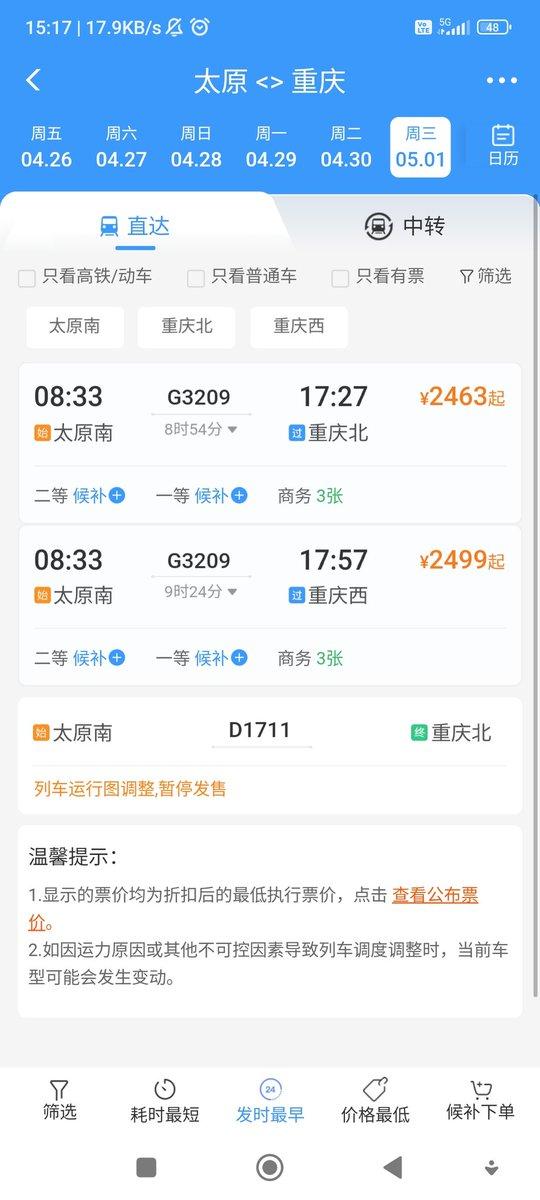 15:17 | 17.9KB/s
Vo LTE 5G 48
太原 <> 重庆
周五 周六 周日 周一 周二 周三
04.26 04.27 04.28 04.29 04.30 05.01 日历
直达 中转
只看高铁/动车 只看普通车 只看有票 筛选
太原南 重庆北 重庆西
08:33 G3209 17:27 ¥2463起
始 太原南 8时54分 过 重庆北
二等 候补 一等 候补 商务 3张
08:33 G3209 17:57 ¥2499起
始 太原南 9时24分 过 重庆西
二等 候补 一等 候补 商务 3张
始 太原南 D1711 终 重庆北
列车运行图调整,暂停发售
温馨提示：
1.显示的票价均为折扣后的最低执行票价，点击 查看公布票
价。
2.如因运力原因或其他不可控因素导致列车调度调整时，当前车
型可能会发生变动。
24
筛选 耗时最短 发时最早 价格最低 候补下单